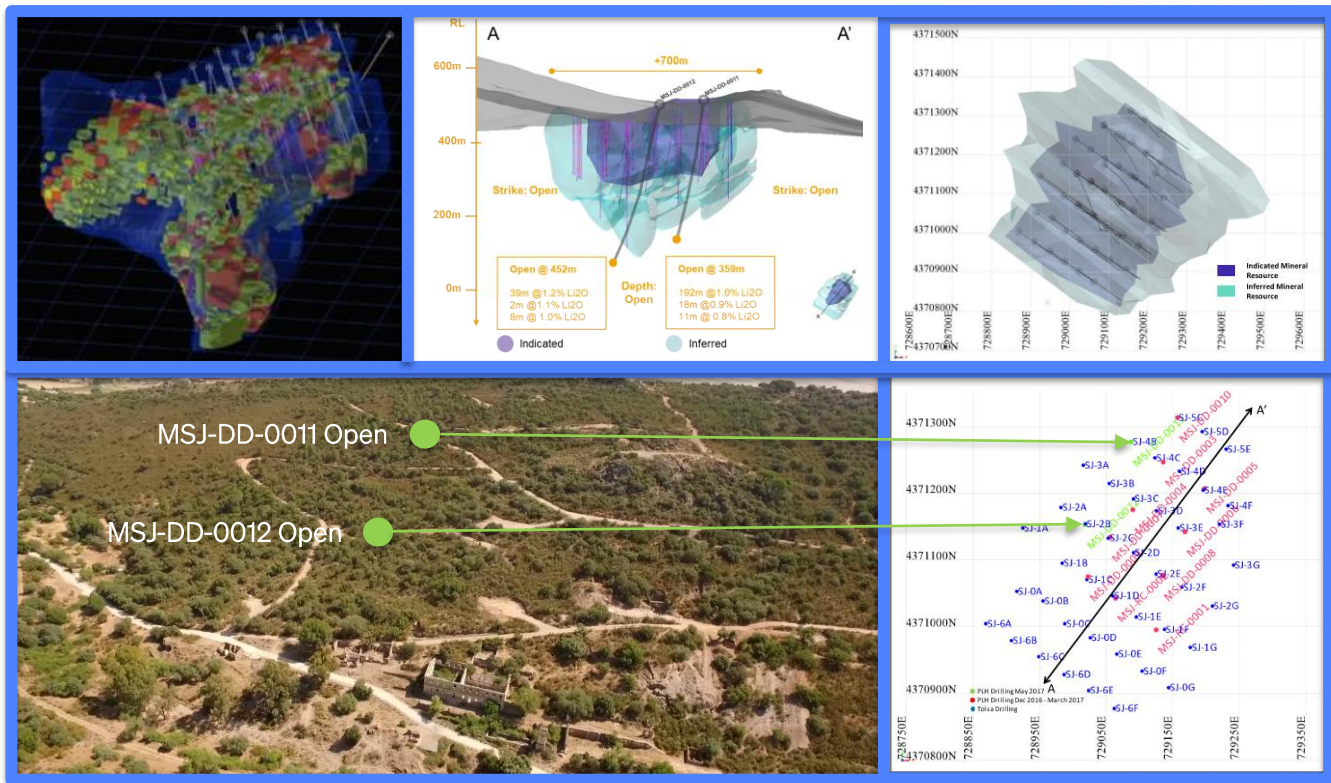 RL
A
A'
+700m
600m
MSJ-DD-0012
MSJ-DD-0011
400m
Strike: Open
Strike: Open
200m
Open @ 452m
39m @1.2% Li2O
2m @1.1% Li2O
8m @ 1.0% Li2O
Depth:
Open
Open @ 359m
192m @1.0% Li2O
18m @0.9% Li2O
11m @ 0.8% Li2O
0m
A'
A
Indicated
Inferred
4371500N
4371400N
4371300N
4371200N
4371100N
4371000N
4370900N
4370800N
4370700N
Indicated Mineral
Resource
Inferred Mineral
Resource
728600E
728700E
728800E
728900E
729000E
729100E
729200E
729300E
729400E
729500E
729600E
MSJ-DD-0011 Open
MSJ-DD-0012 Open
4371300N
4371200N
4371100N
4371000N
4370900N
4370800N
A'
SJ-5C
MSJ-DD-0010
SJ-5D
SJ-4B
SJ-5E
SJ-4C
MSJ-DD-0003
SJ-3A
SJ-4D
SJ-3B
SJ-4E
MSJ-DD-0005
SJ-3C
SJ-4F
SJ-2A
SJ-3D
SJ-2B
SJ-3F
SJ-1A
SJ-3E
SJ-2C
SJ-2D
SJ-1B
SJ-3G
SJ-2E
MSJ-DD-0008
SJ-1C
SJ-2F
SJ-0A
SJ-1D
SJ-0B
SJ-2G
SJ-1E
MSJ-RC-0001
SJ-6A
SJ-0C
SJ-1F
SJ-6B
SJ-0D
SJ-1G
SJ-6C
SJ-0E
SJ-6D
SJ-0F
A
SJ-6E
SJ-0G
SJ-6F
PLH Drilling May 2017
PLH Drilling Dec 2016 - March 2017
Tolsa Drilling
728750E
728850E
728950E
729050E
729150E
729250E
729350E